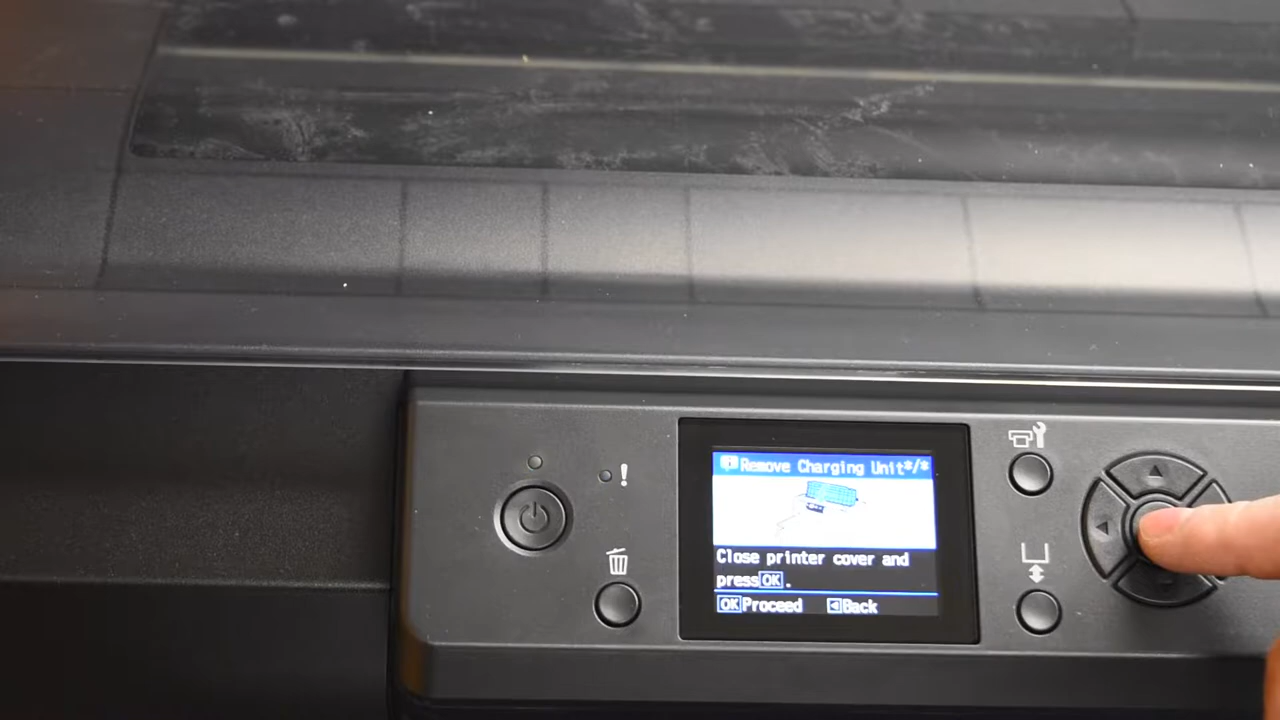 Remove Charging Unit*/*
Close printer cover and
press OK.
OK Proceed ◀Back